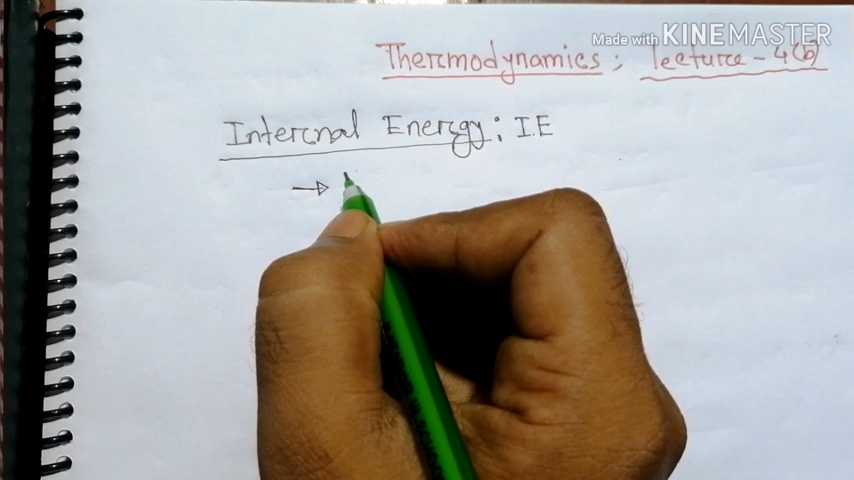 Made with KINEMASTER
Thermodynamics; lecture - 4(b)
Internal Energy: I.E
→